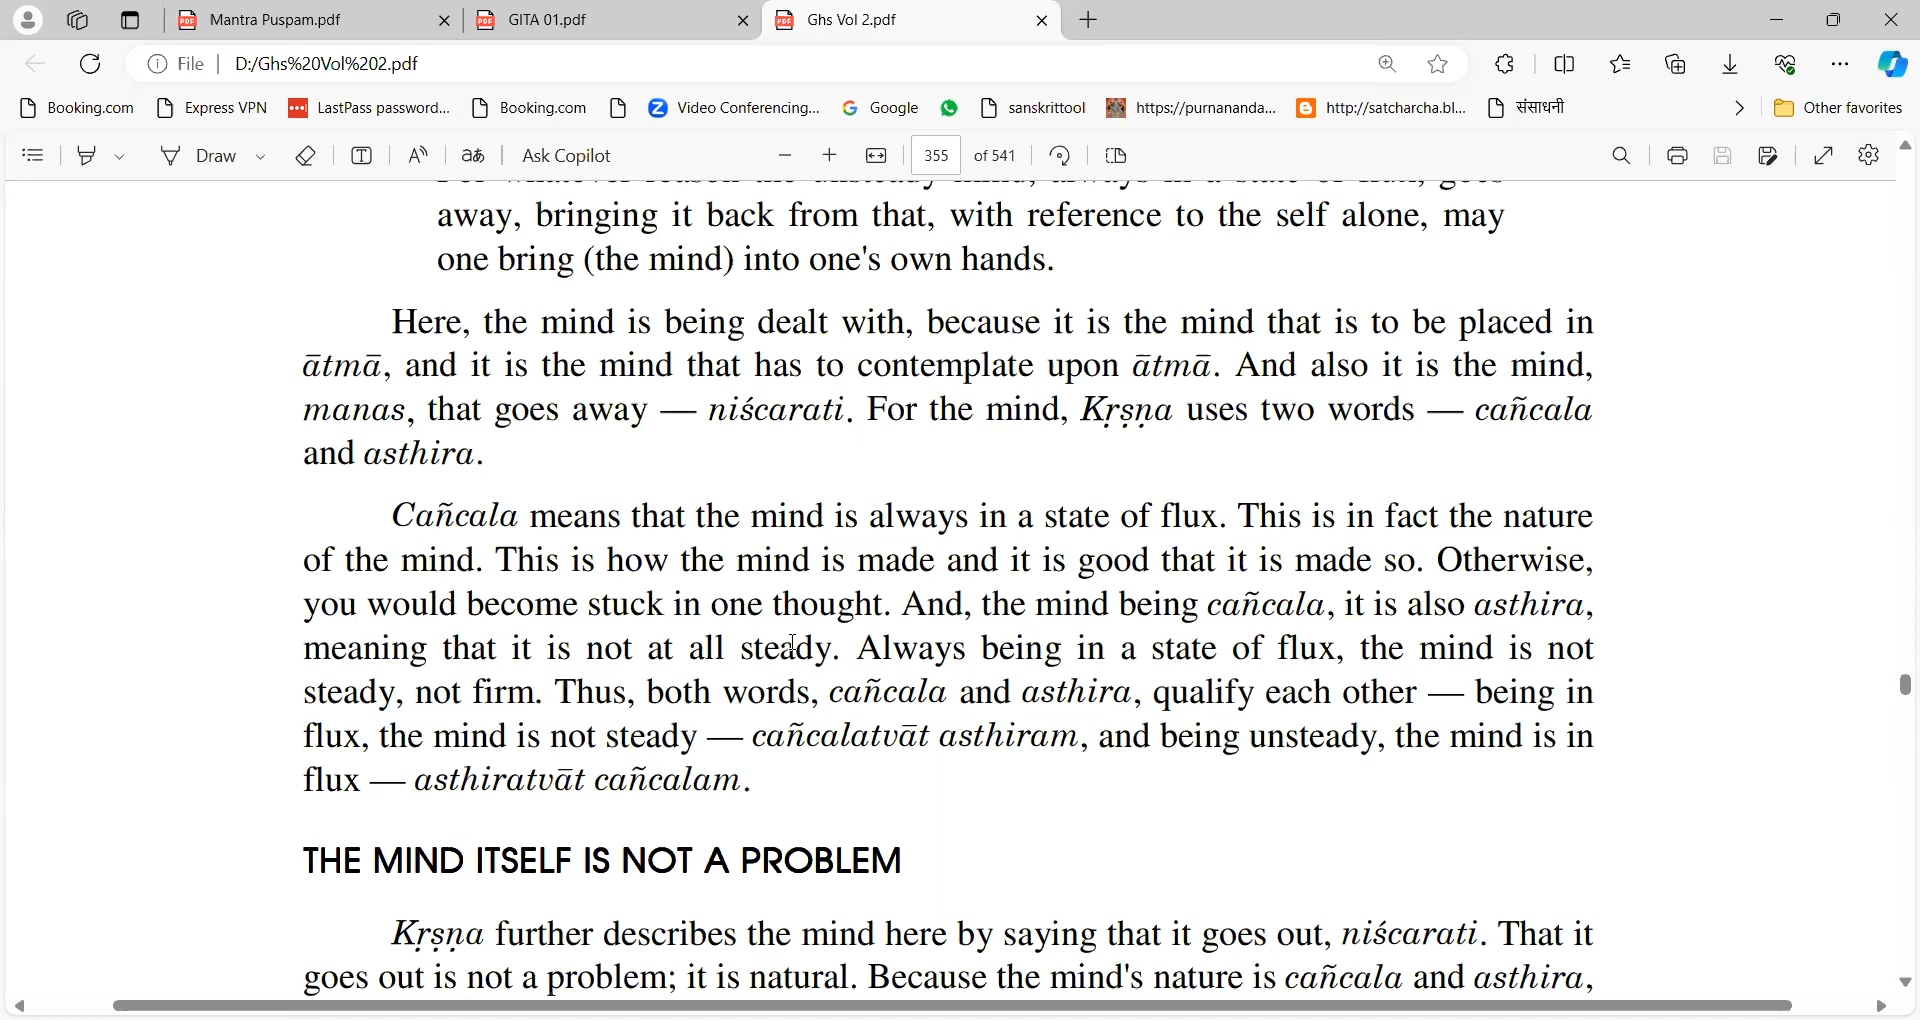 Mantra Puspam.pdf
GITA 01.pdf
Ghs Vol 2.pdf
File D:/Ghs%20Vol%202.pdf
Booking.com Express VPN LastPass password... Booking.com Video Conferencing... Google sanskrittool https://purnananda... http://satcharcha.bl... संसाधनी Other favorites
Draw Ask Copilot 355 of 541
away, bringing it back from that, with reference to the self alone, may
one bring (the mind) into one's own hands.
Here, the mind is being dealt with, because it is the mind that is to be placed in
ātmā, and it is the mind that has to contemplate upon ātmā. And also it is the mind,
manas, that goes away — niścarati. For the mind, Kṛṣṇa uses two words — cañcala
and asthira.
Cañcala means that the mind is always in a state of flux. This is in fact the nature
of the mind. This is how the mind is made and it is good that it is made so. Otherwise,
you would become stuck in one thought. And, the mind being cañcala, it is also asthira,
meaning that it is not at all steady. Always being in a state of flux, the mind is not
steady, not firm. Thus, both words, cañcala and asthira, qualify each other — being in
flux, the mind is not steady — cañcalatvāt asthiram, and being unsteady, the mind is in
flux — asthiratvāt cañcalam.
THE MIND ITSELF IS NOT A PROBLEM
Kṛṣṇa further describes the mind here by saying that it goes out, niścarati. That it
goes out is not a problem; it is natural. Because the mind's nature is cañcala and asthira,